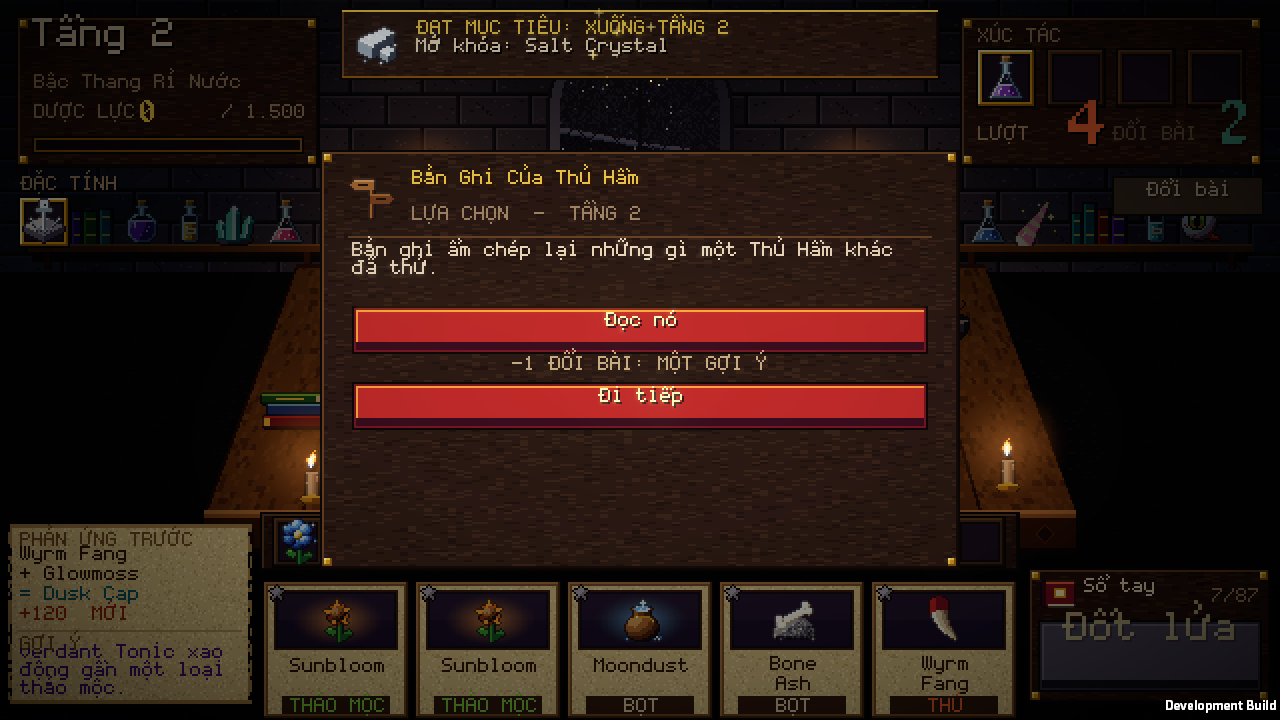 Tầng 2
Bậc Thang Rỉ Nước
DƯỢC LỰC 0 / 1.500
ĐẶC TÍNH
ĐẠT MỤC TIÊU: XUỐNG TẦNG 2
Mở khóa: Salt Crystal
XÚC TÁC
LƯỢT 4 ĐỔI BÀI 2
Đổi bài
Bản Ghi Của Thủ Hầm
LỰA CHỌN - TẦNG 2
Bản ghi ẩm chép lại những gì một Thủ Hầm khác
đã thử.
Đọc nó
-1 ĐỔI BÀI: MỘT GỢI Ý
Đi tiếp
PHẢN ỨNG TRƯỚC
Wyrm Fang
+ Glowmoss
= Dusk Cap
+120 MỚI
GỢI Ý
Verdant Tonic xao
động gần một loại
thảo mộc.
Sunbloom
THẢO MỘC
Sunbloom
THẢO MỘC
Moondust
BỘT
Bone
Ash
BỘT
Wyrm
Fang
THÚ
Sổ tay
7/87
Đốt lửa
Development Build